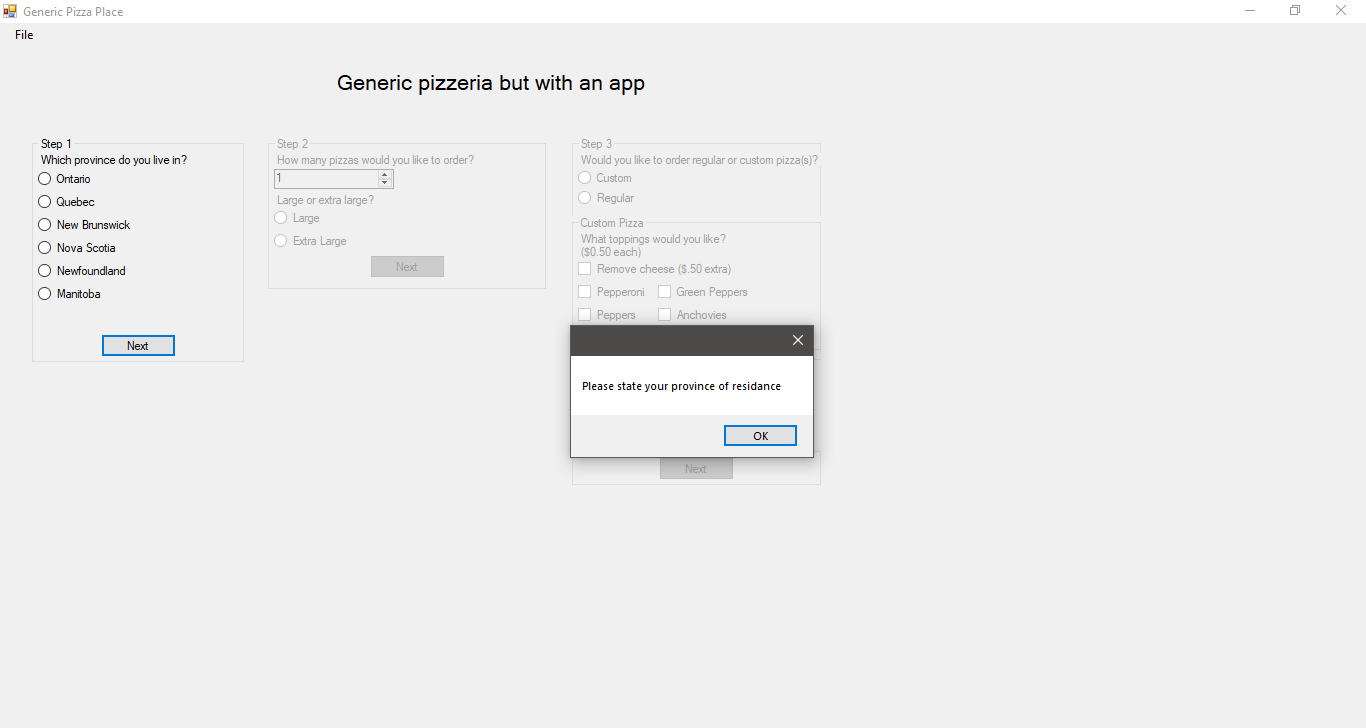 Generic Pizza Place
File
Generic pizzeria but with an app
Step 1
Which province do you live in?
Ontario
Quebec
New Brunswick
Nova Scotia
Newfoundland
Manitoba
Next
Step 2
How many pizzas would you like to order?
1
Large or extra large?
Large
Extra Large
Next
Step 3
Would you like to order regular or custom pizza(s)?
Custom
Regular
Custom Pizza
What toppings would you like?
($0.50 each)
Remove cheese ($.50 extra)
Pepperoni Green Peppers
Peppers Anchovies
Please state your province of residance
OK
Next